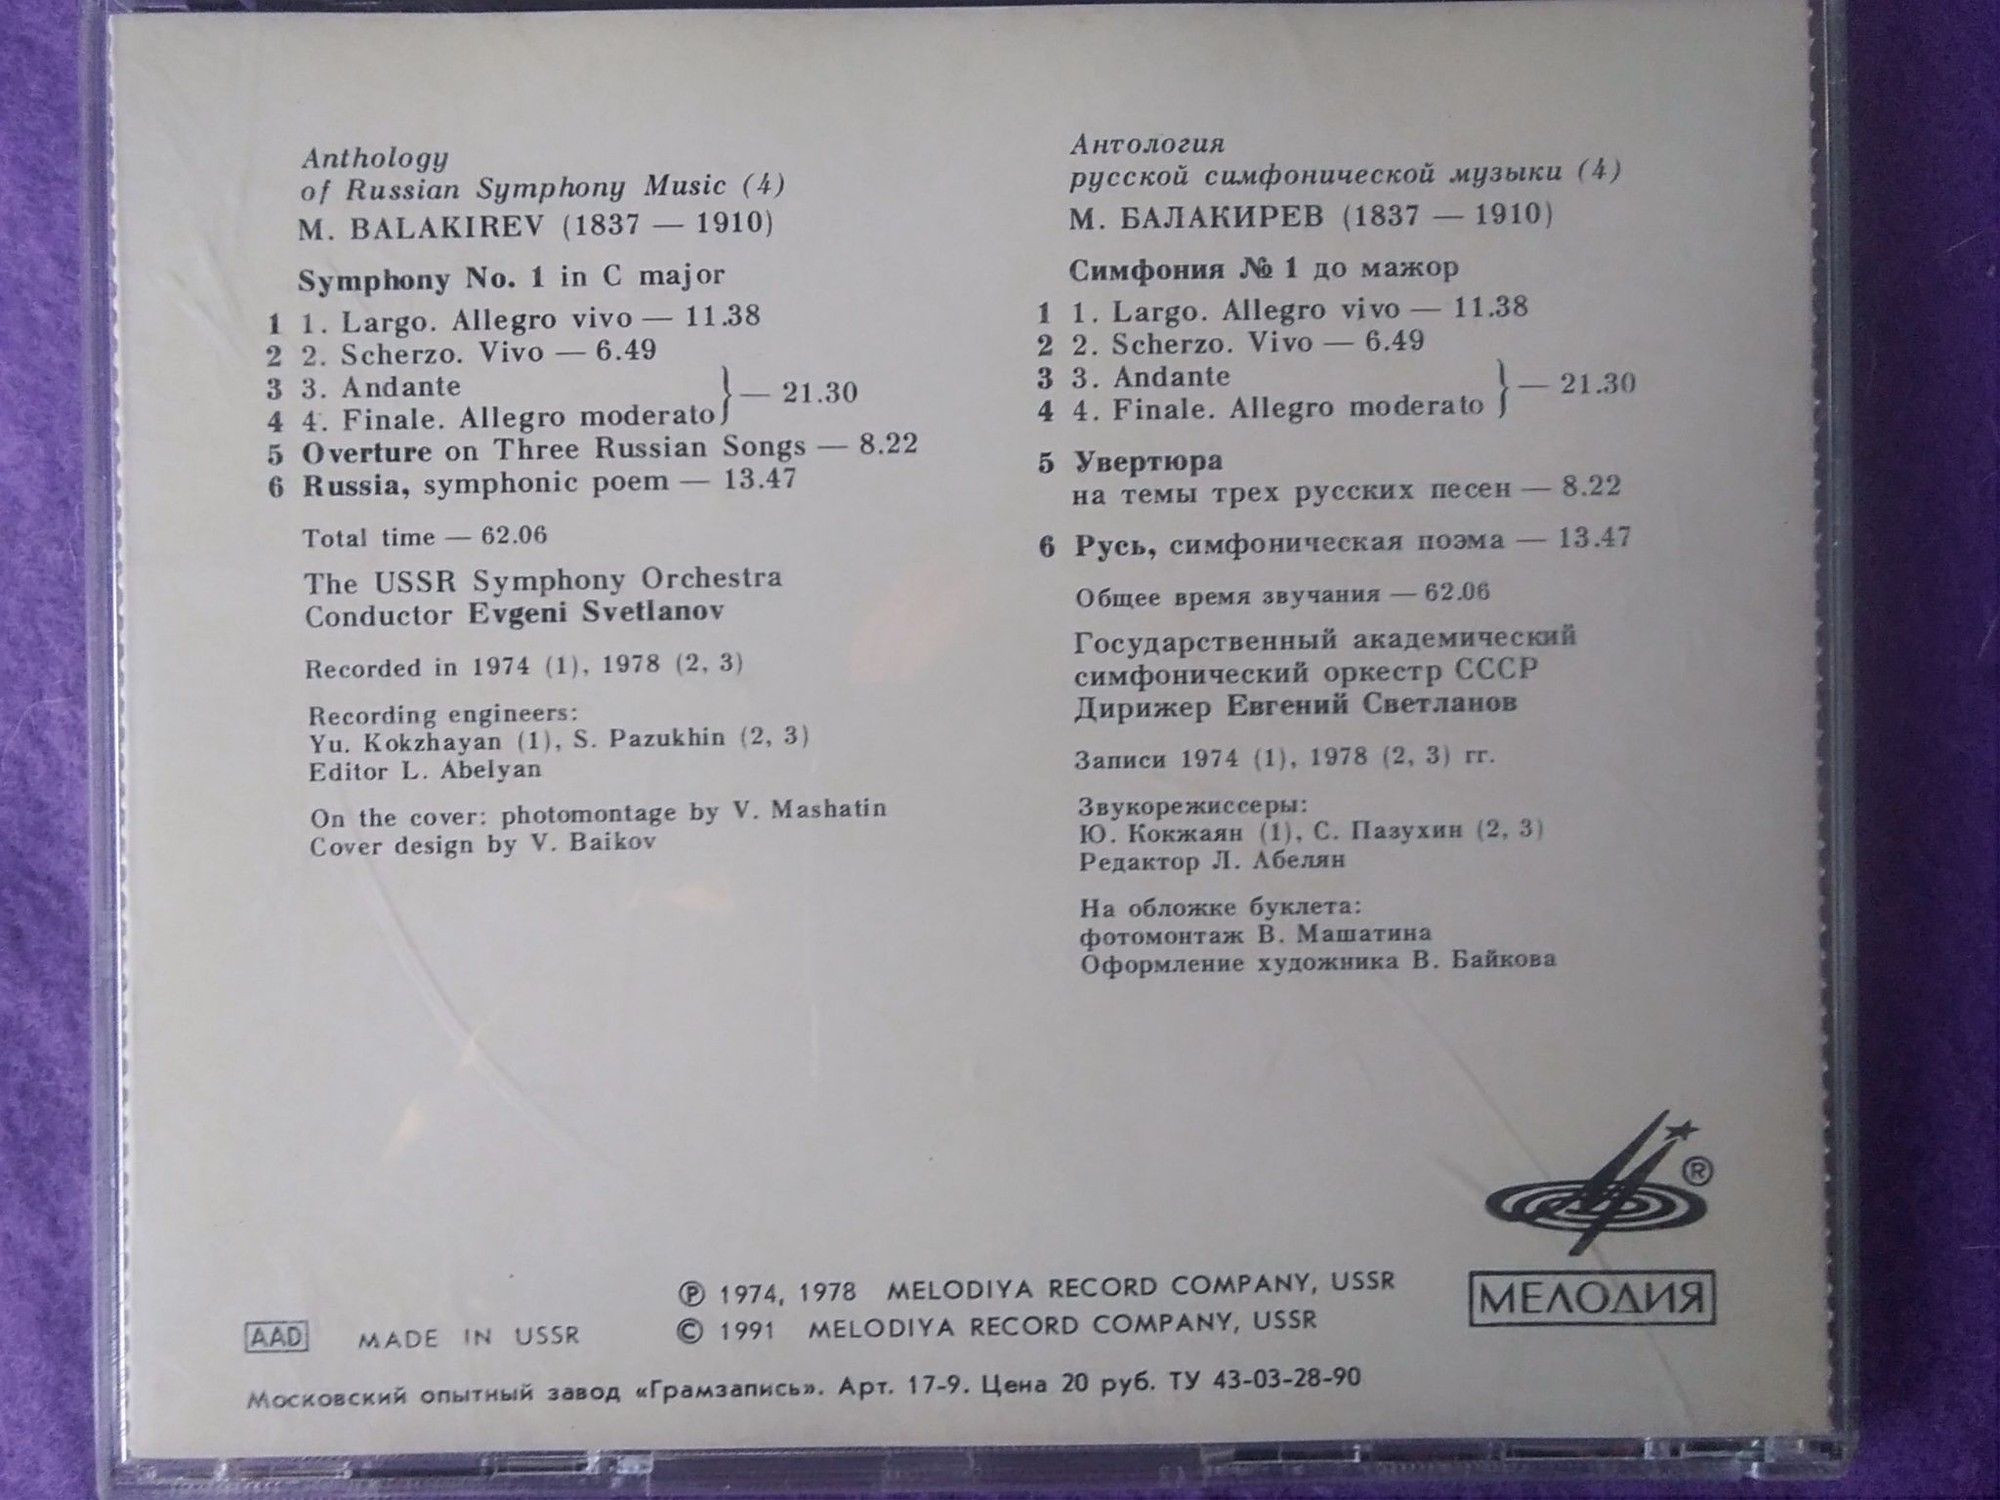 Anthology
of Russian Symphony Music (4)
M. BALAKIREV (1837 — 1910)
Symphony No. 1 in C major
1 1. Largo. Allegro vivo — 11.38
2 2. Scherzo. Vivo — 6.49
3 3. Andante
4 4. Finale. Allegro moderato } — 21.30
5 Overture on Three Russian Songs — 8.22
6 Russia, symphonic poem — 13.47
Total time — 62.06
The USSR Symphony Orchestra
Conductor Evgeni Svetlanov
Recorded in 1974 (1), 1978 (2, 3)
Recording engineers:
Yu. Kokzhayan (1), S. Pazukhin (2, 3)
Editor L. Abelyan
On the cover: photomontage by V. Mashatin
Cover design by V. Baikov
Антология
русской симфонической музыки (4)
М. БАЛАКИРЕВ (1837 — 1910)
Симфония № 1 до мажор
1 1. Largo. Allegro vivo — 11.38
2 2. Scherzo. Vivo — 6.49
3 3. Andante
4 4. Finale. Allegro moderato } — 21.30
5 Увертюра
на темы трех русских песен — 8.22
6 Русь, симфоническая поэма — 13.47
Общее время звучания — 62.06
Государственный академический
симфонический оркестр СССР
Дирижер Евгений Светланов
Записи 1974 (1), 1978 (2, 3) гг.
Звукорежиссеры:
Ю. Кокжаян (1), С. Пазухин (2, 3)
Редактор Л. Абелян
На обложке буклета:
фотомонтаж В. Машатина
Оформление художника В. Байкова
®
МЕЛОДИЯ
℗ 1974, 1978 MELODIYA RECORD COMPANY, USSR
© 1991 MELODIYA RECORD COMPANY, USSR
AAD MADE IN USSR
Московский опытный завод «Грамзапись». Арт. 17-9. Цена 20 руб. ТУ 43-03-28-90